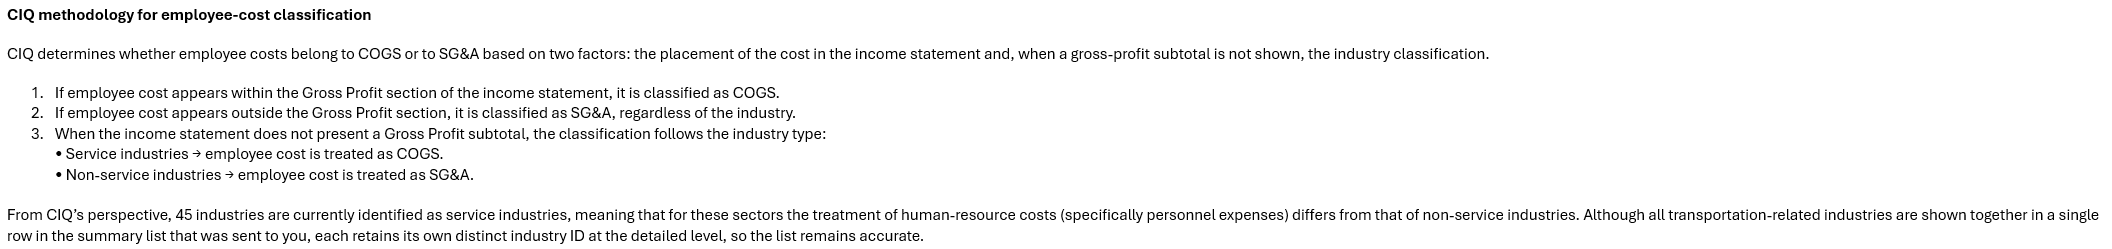 CIQ methodology for employee-cost classification
CIQ determines whether employee costs belong to COGS or to SG&A based on two factors: the placement of the cost in the income statement and, when a gross-profit subtotal is not shown, the industry classification.
1. If employee cost appears within the Gross Profit section of the income statement, it is classified as COGS.
2. If employee cost appears outside the Gross Profit section, it is classified as SG&A, regardless of the industry.
3. When the income statement does not present a Gross Profit subtotal, the classification follows the industry type:
• Service industries → employee cost is treated as COGS.
• Non-service industries → employee cost is treated as SG&A.
From CIQ's perspective, 45 industries are currently identified as service industries, meaning that for these sectors the treatment of human-resource costs (specifically personnel expenses) differs from that of non-service industries. Although all transportation-related industries are shown together in a single
row in the summary list that was sent to you, each retains its own distinct industry ID at the detailed level, so the list remains accurate.